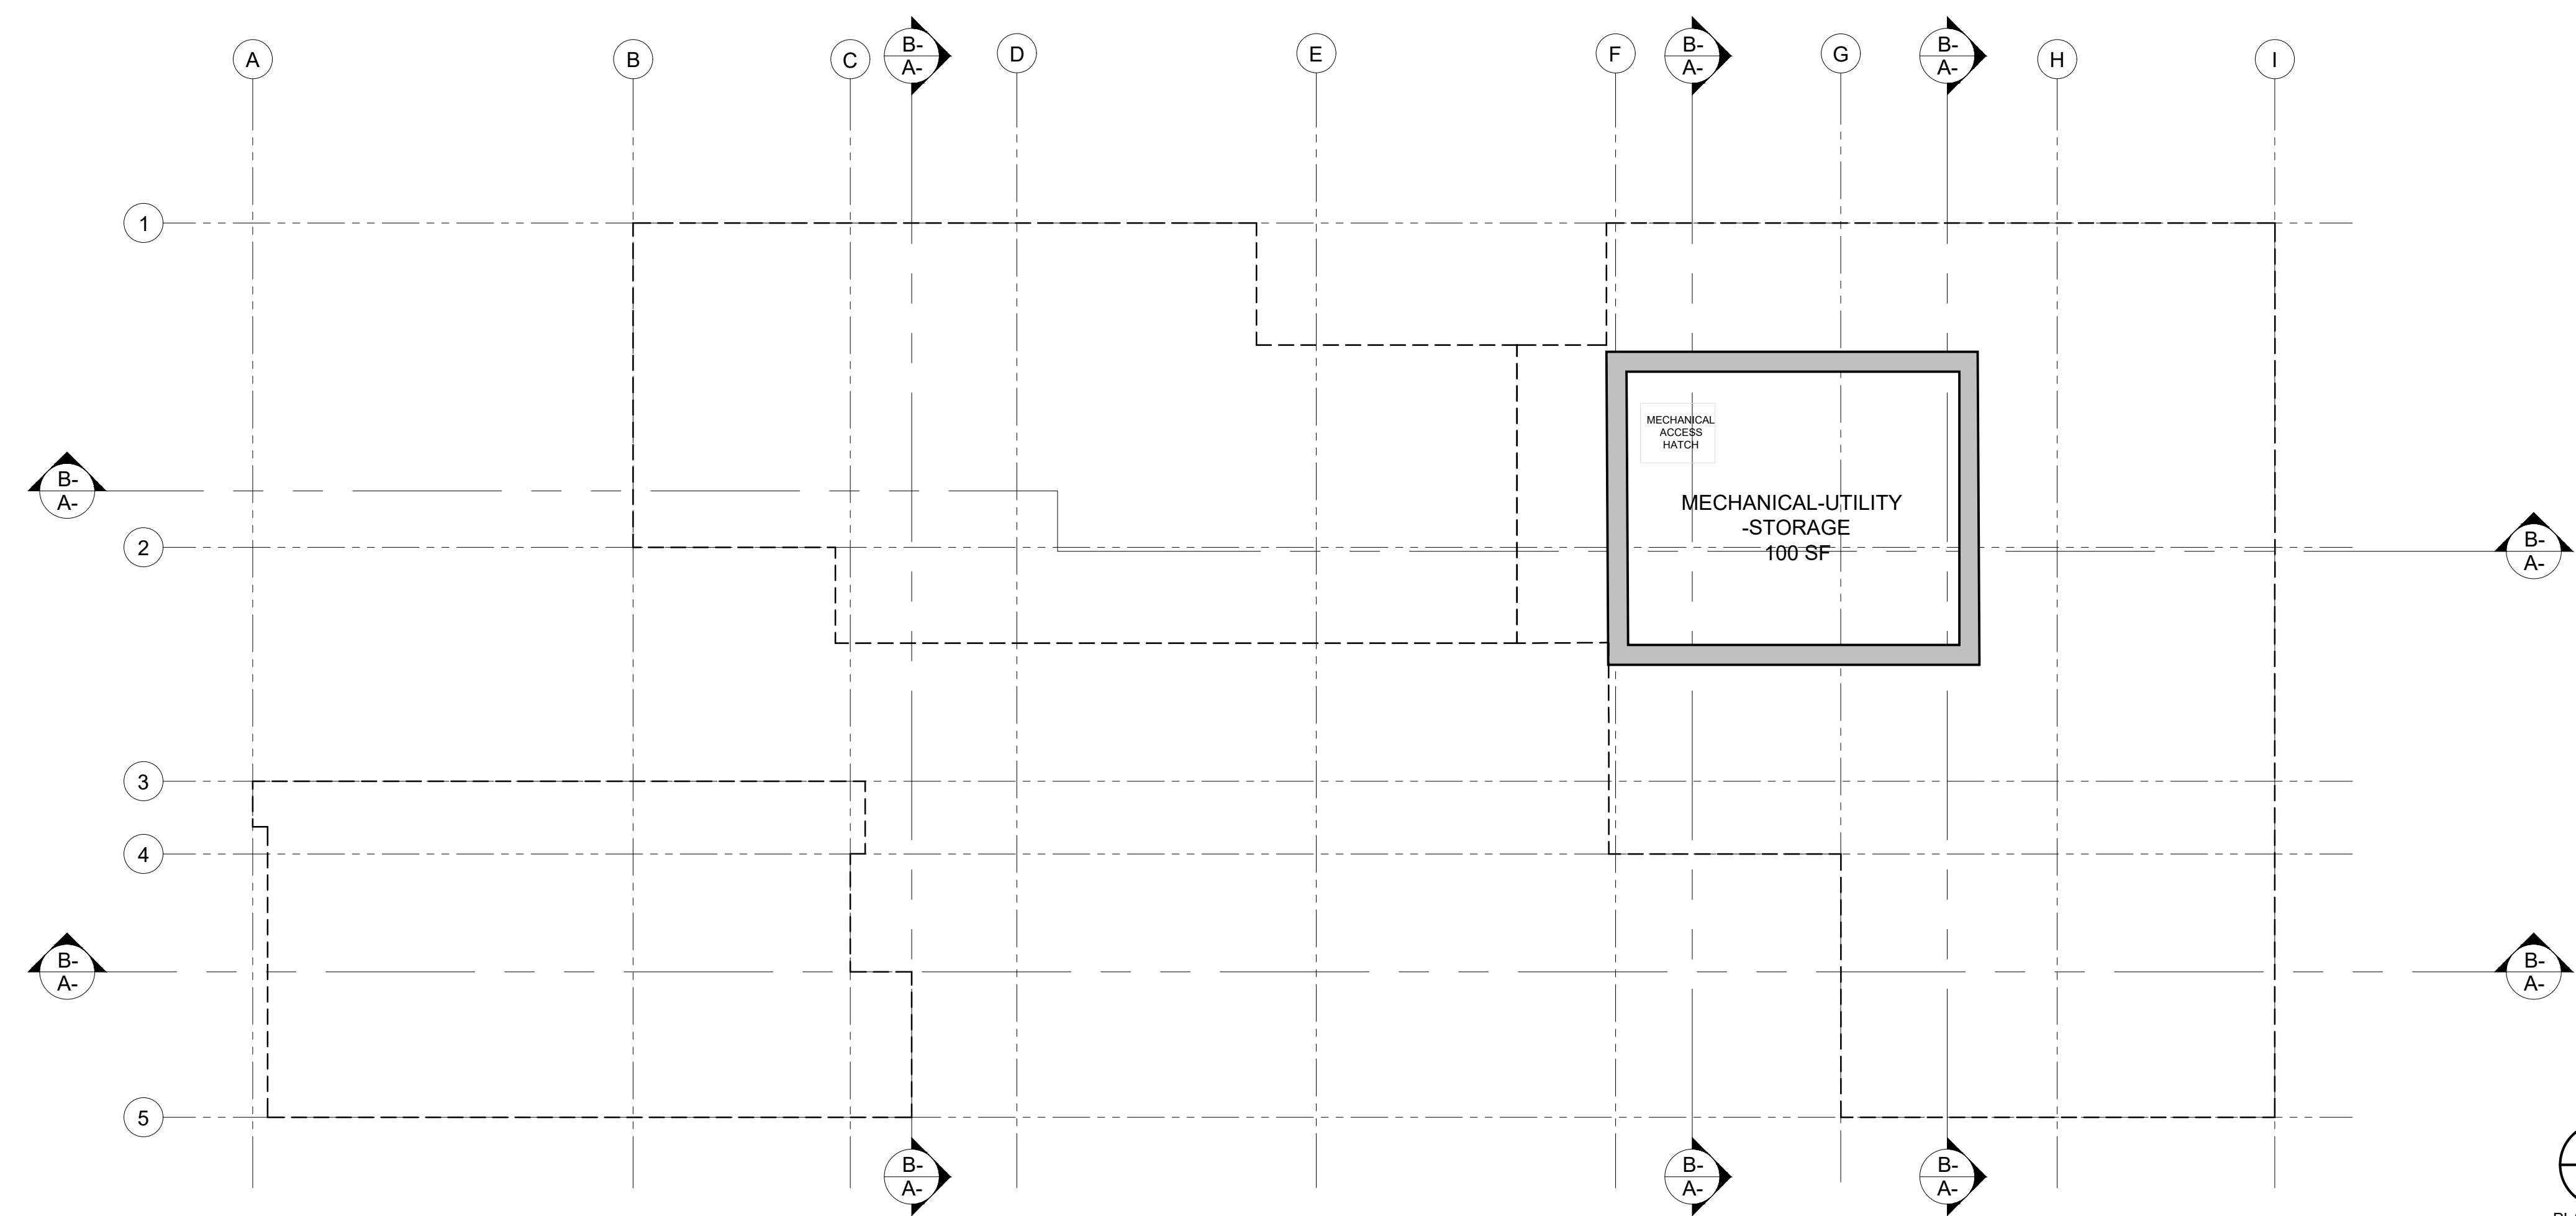 A
B
C
B-
A-
D
E
F
B-
A-
G
B-
A-
H
I
1
MECHANICAL
ACCESS
HATCH
B-
A-
MECHANICAL-UTILITY
-STORAGE
100 SF
2
B-
A-
3
4
B-
A-
B-
A-
5
B-
A-
B-
A-
B-
A-